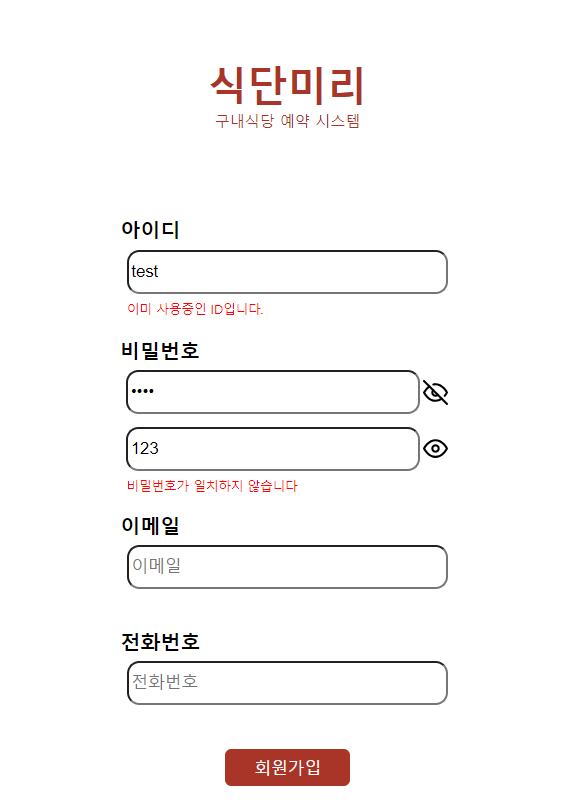 식단미리
구내식당 예약 시스템
아이디
test
이미 사용중인 ID입니다.
비밀번호
••••
123
비밀번호가 일치하지 않습니다
이메일
이메일
전화번호
전화번호
회원가입